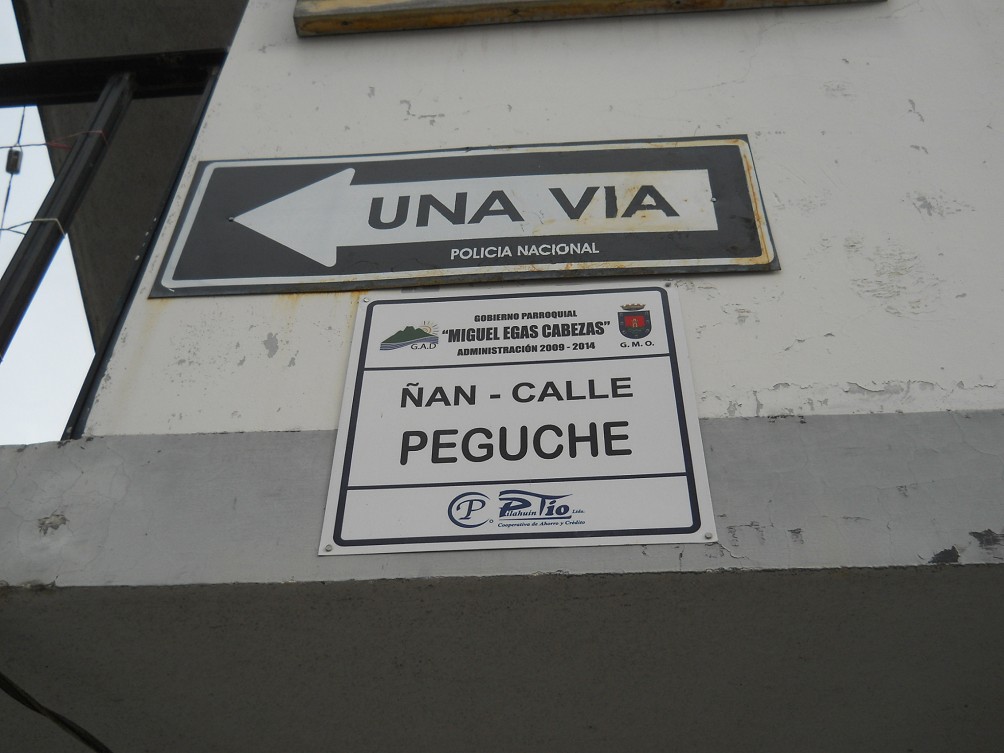 UNA VIA
POLICIA NACIONAL
GOBIERNO PARROQUIAL
"MIGUEL EGAS CABEZAS"
ADMINISTRACIÓN 2009 - 2014
G.A.D
G. M. O.
ÑAN - CALLE
PEGUCHE
P
Pilahuin Tio Ltda.
Cooperativa de Ahorro y Crédito